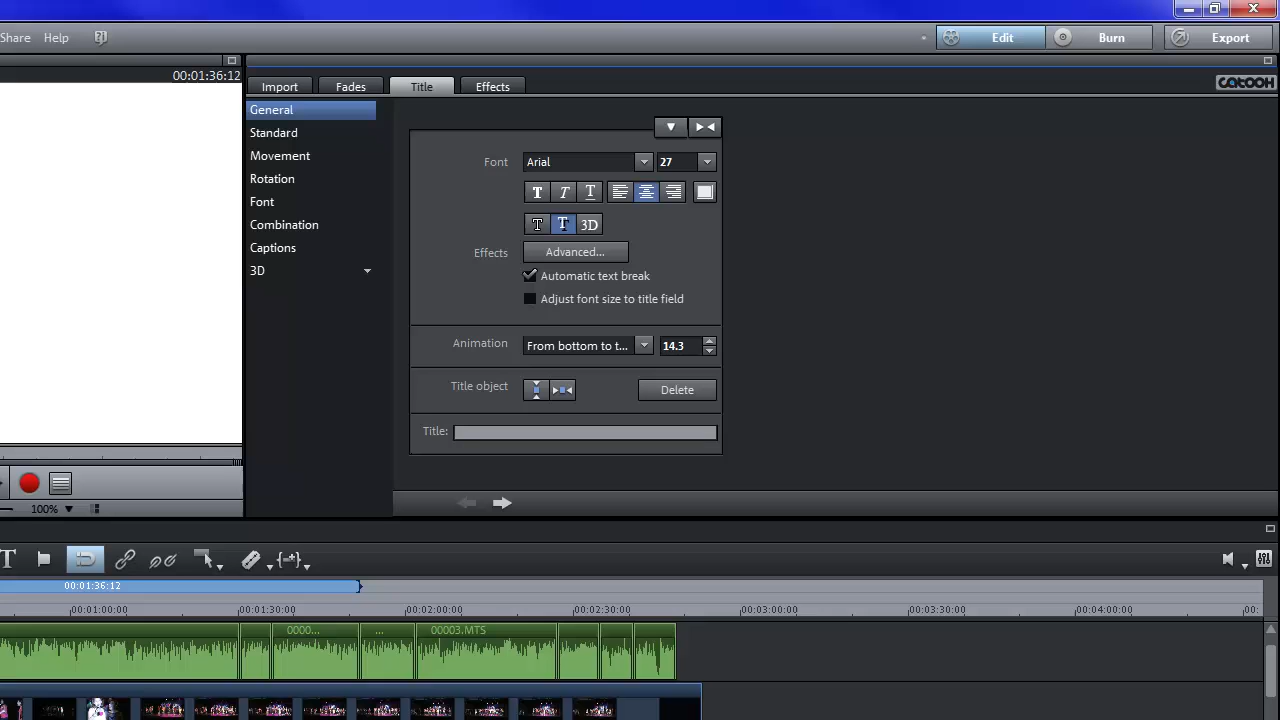 Share Help
Edit Burn Export
00:01:36:12
Import Fades Title Effects
CATOOH
General
Standard
Movement
Rotation
Font
Combination
Captions
3D
Font Arial 27
T T T
T T 3D
Effects Advanced...
Automatic text break
Adjust font size to title field
Animation From bottom to t... 14.3
Title object Delete
Title:
100%
T
00:01:36:12
00:01:00:00 00:01:30:00 00:02:00:00 00:02:30:00 00:03:00:00 00:03:30:00 00:04:00:00 00:
0000... ... 00003.MTS